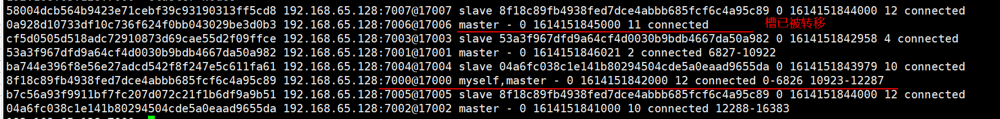 58004dcb564b9423e71cebf39c93190313ff5cd8 192.168.65.128:7007@17007 slave 8f18c89fb4938fed7dce4abbb685fcf6c4a95c89 0 1614151844000 12 connected
0a928d10733df10c736f624f0bb043029be3d0b3 192.168.65.128:7006@17006 master - 0 1614151845000 11 connected 槽已被转移
cf5d0505d518adc72910873d69cae55d2f09ffce 192.168.65.128:7003@17003 slave 53a3f967dfd9a64cf4d0030b9bdb4667da50a982 0 1614151842958 4 connected
53a3f967dfd9a64cf4d0030b9bdb4667da50a982 192.168.65.128:7001@17001 master - 0 1614151846021 2 connected 6827-10922
ba744e396f8e56e27adcd542f8f247e5c611fa61 192.168.65.128:7004@17004 slave 04a6fc038c1e141b80294504cde5a0eaad9655da 0 1614151843979 10 connected
8f18c89fb4938fed7dce4abbb685fcf6c4a95c89 192.168.65.128:7000@17000 myself,master - 0 1614151842000 12 connected 0-6826 10923-12287
b7c56a93f9911bf7fc207d072c21f1b6df9a9b51 192.168.65.128:7005@17005 slave 8f18c89fb4938fed7dce4abbb685fcf6c4a95c89 0 1614151844000 12 connected
04a6fc038c1e141b80294504cde5a0eaad9655da 192.168.65.128:7002@17002 master - 0 1614151841000 10 connected 12288-16383